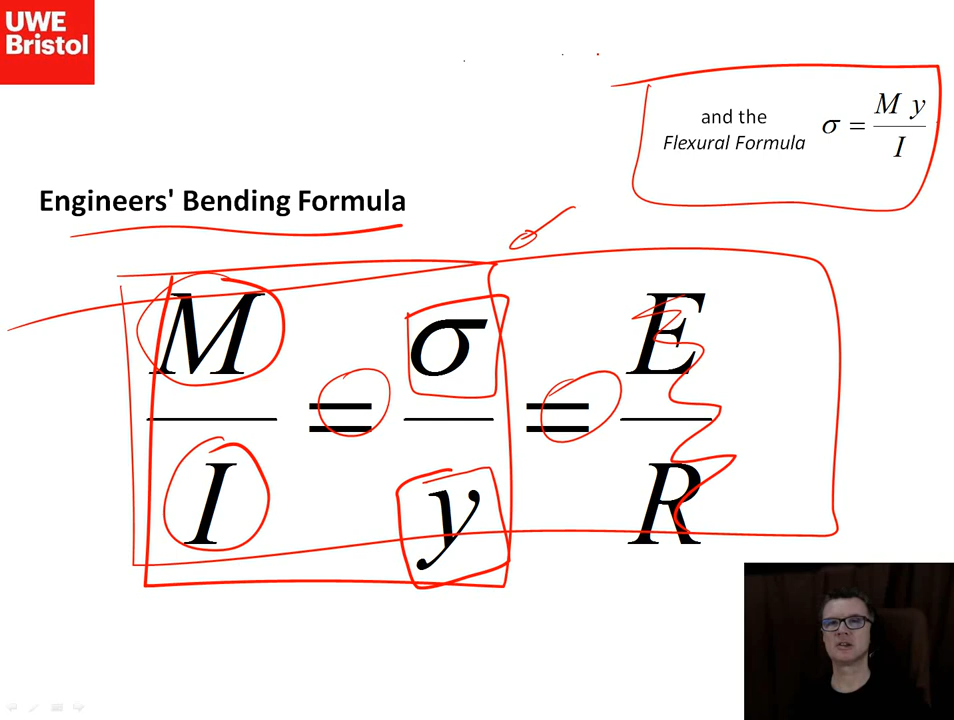 UWE
Bristol
and the
Flexural Formula σ = M y / I
Engineers' Bending Formula
M / I = σ / y = E / R